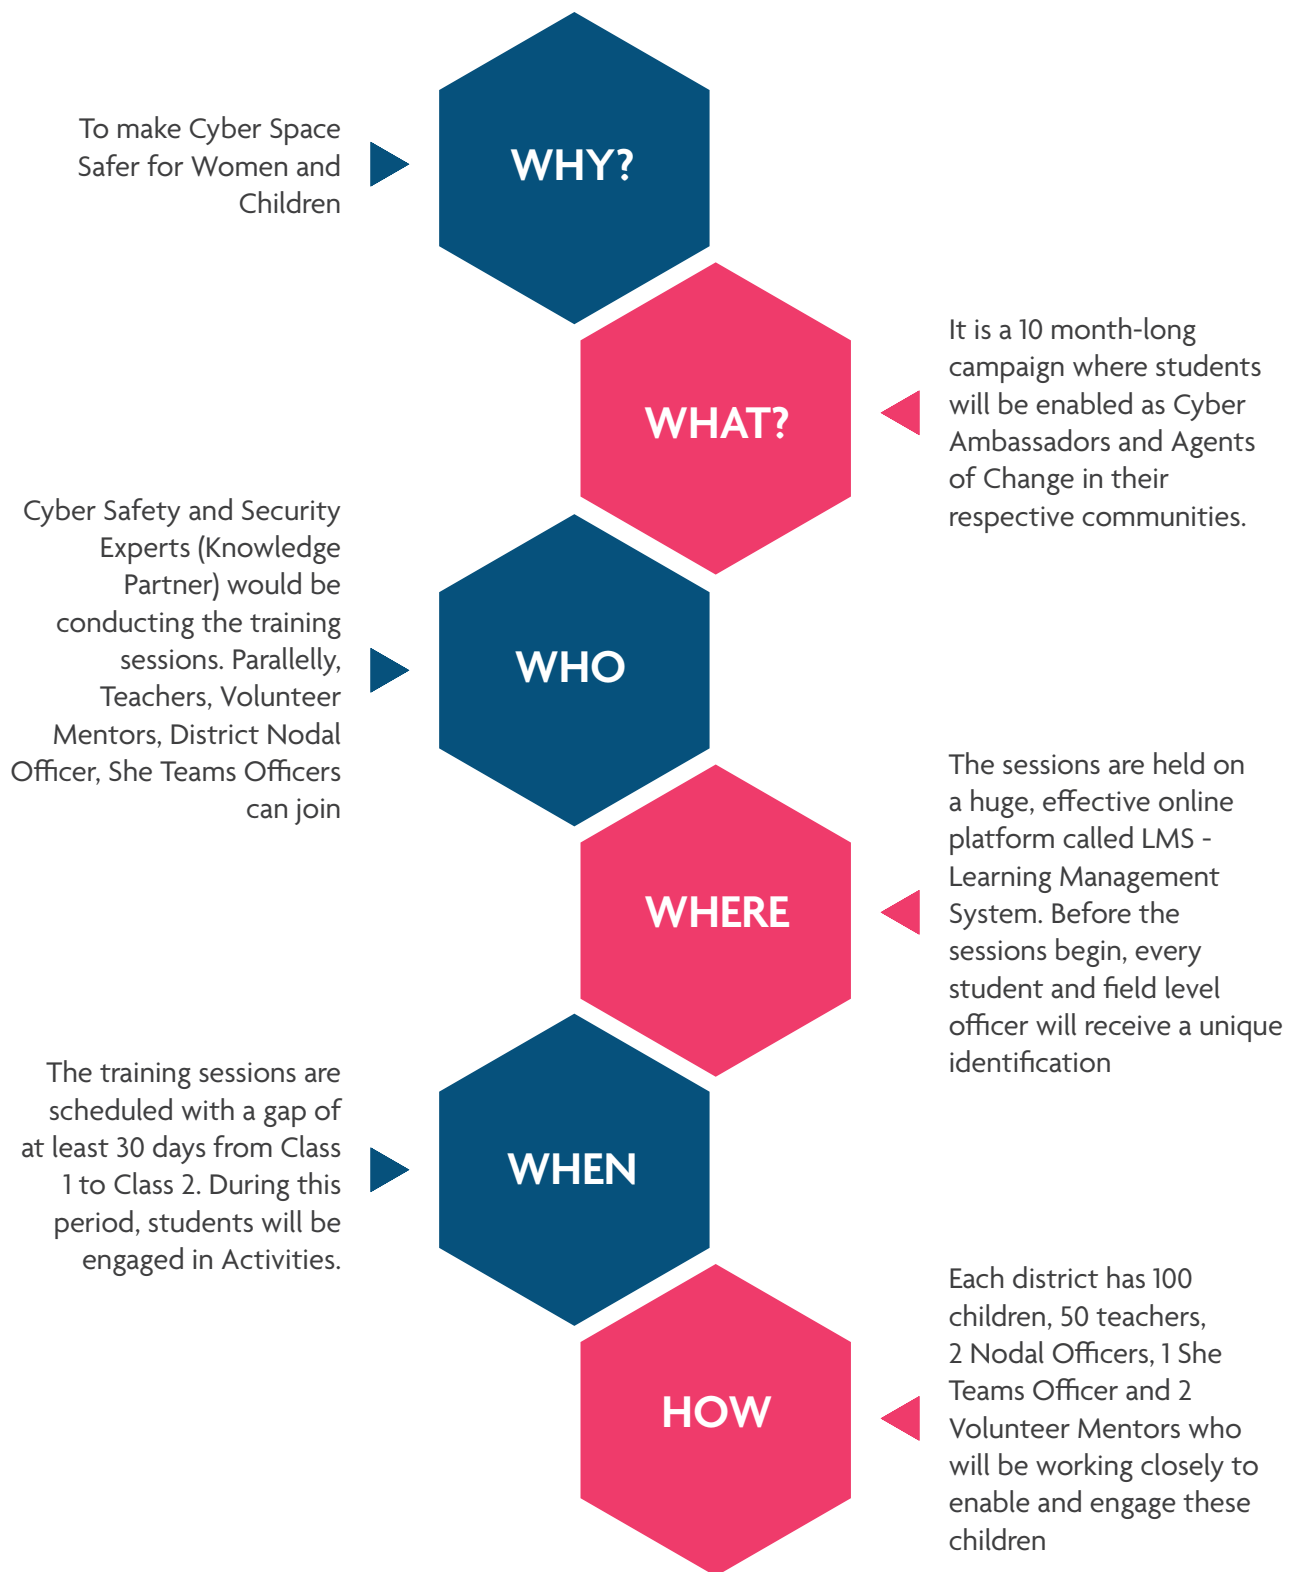 WHY?
To make Cyber Space
Safer for Women and
Children
WHAT?
It is a 10 month-long
campaign where students
will be enabled as Cyber
Ambassadors and Agents
of Change in their
respective communities.
WHO
Cyber Safety and Security
Experts (Knowledge
Partner) would be
conducting the training
sessions. Parallelly,
Teachers, Volunteer
Mentors, District Nodal
Officer, She Teams Officers
can join
WHERE
The sessions are held on
a huge, effective online
platform called LMS -
Learning Management
System. Before the
sessions begin, every
student and field level
officer will receive a unique
identification
WHEN
The training sessions are
scheduled with a gap of
at least 30 days from Class
1 to Class 2. During this
period, students will be
engaged in Activities.
HOW
Each district has 100
children, 50 teachers,
2 Nodal Officers, 1 She
Teams Officer and 2
Volunteer Mentors who
will be working closely to
enable and engage these
children